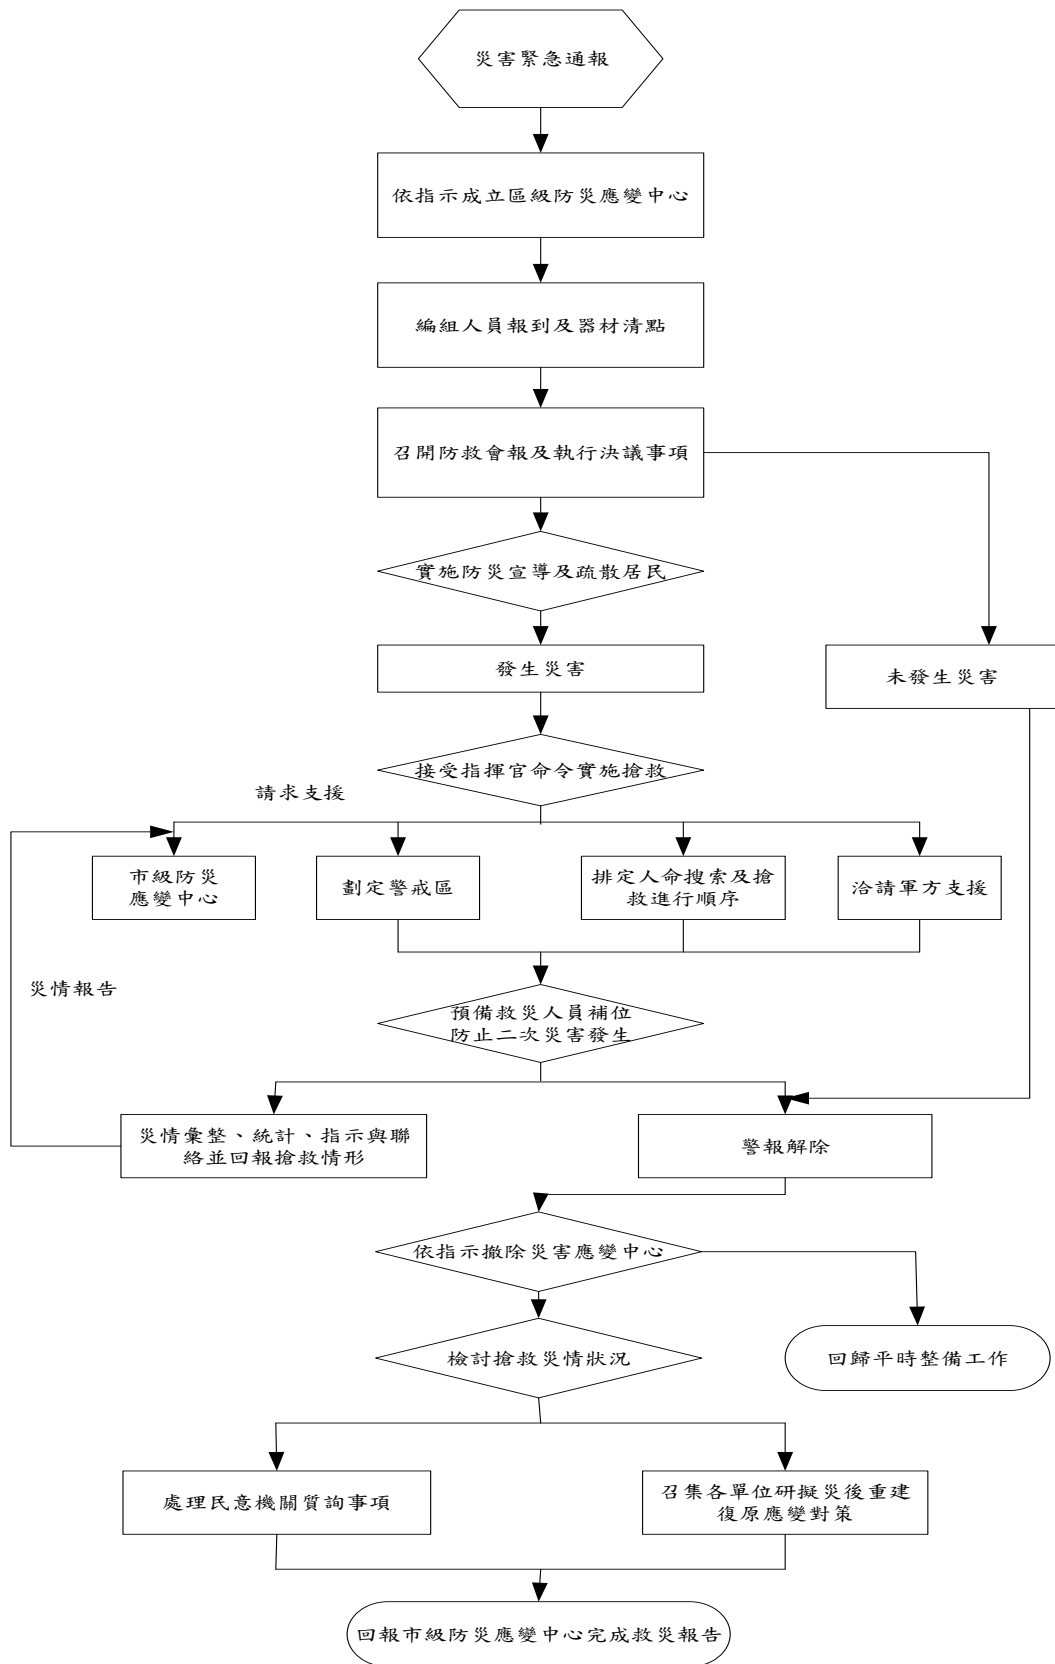 災害緊急通報
依指示成立區級防災應變中心
編組人員報到及器材清點
召開防救會報及執行決議事項
實施防災宣導及疏散居民
發生災害
未發生災害
接受指揮官命令實施搶救
請求支援
市級防災
應變中心
劃定警戒區
排定人命搜索及搶
救進行順序
洽請軍方支援
災情報告
預備救災人員補位
防止二次災害發生
災情彙整、統計、指示與聯
絡並回報搶救情形
警報解除
依指示撤除災害應變中心
檢討搶救災情狀況
回歸平時整備工作
處理民意機關質詢事項
召集各單位研擬災後重建
復原應變對策
回報市級防災應變中心完成救災報告